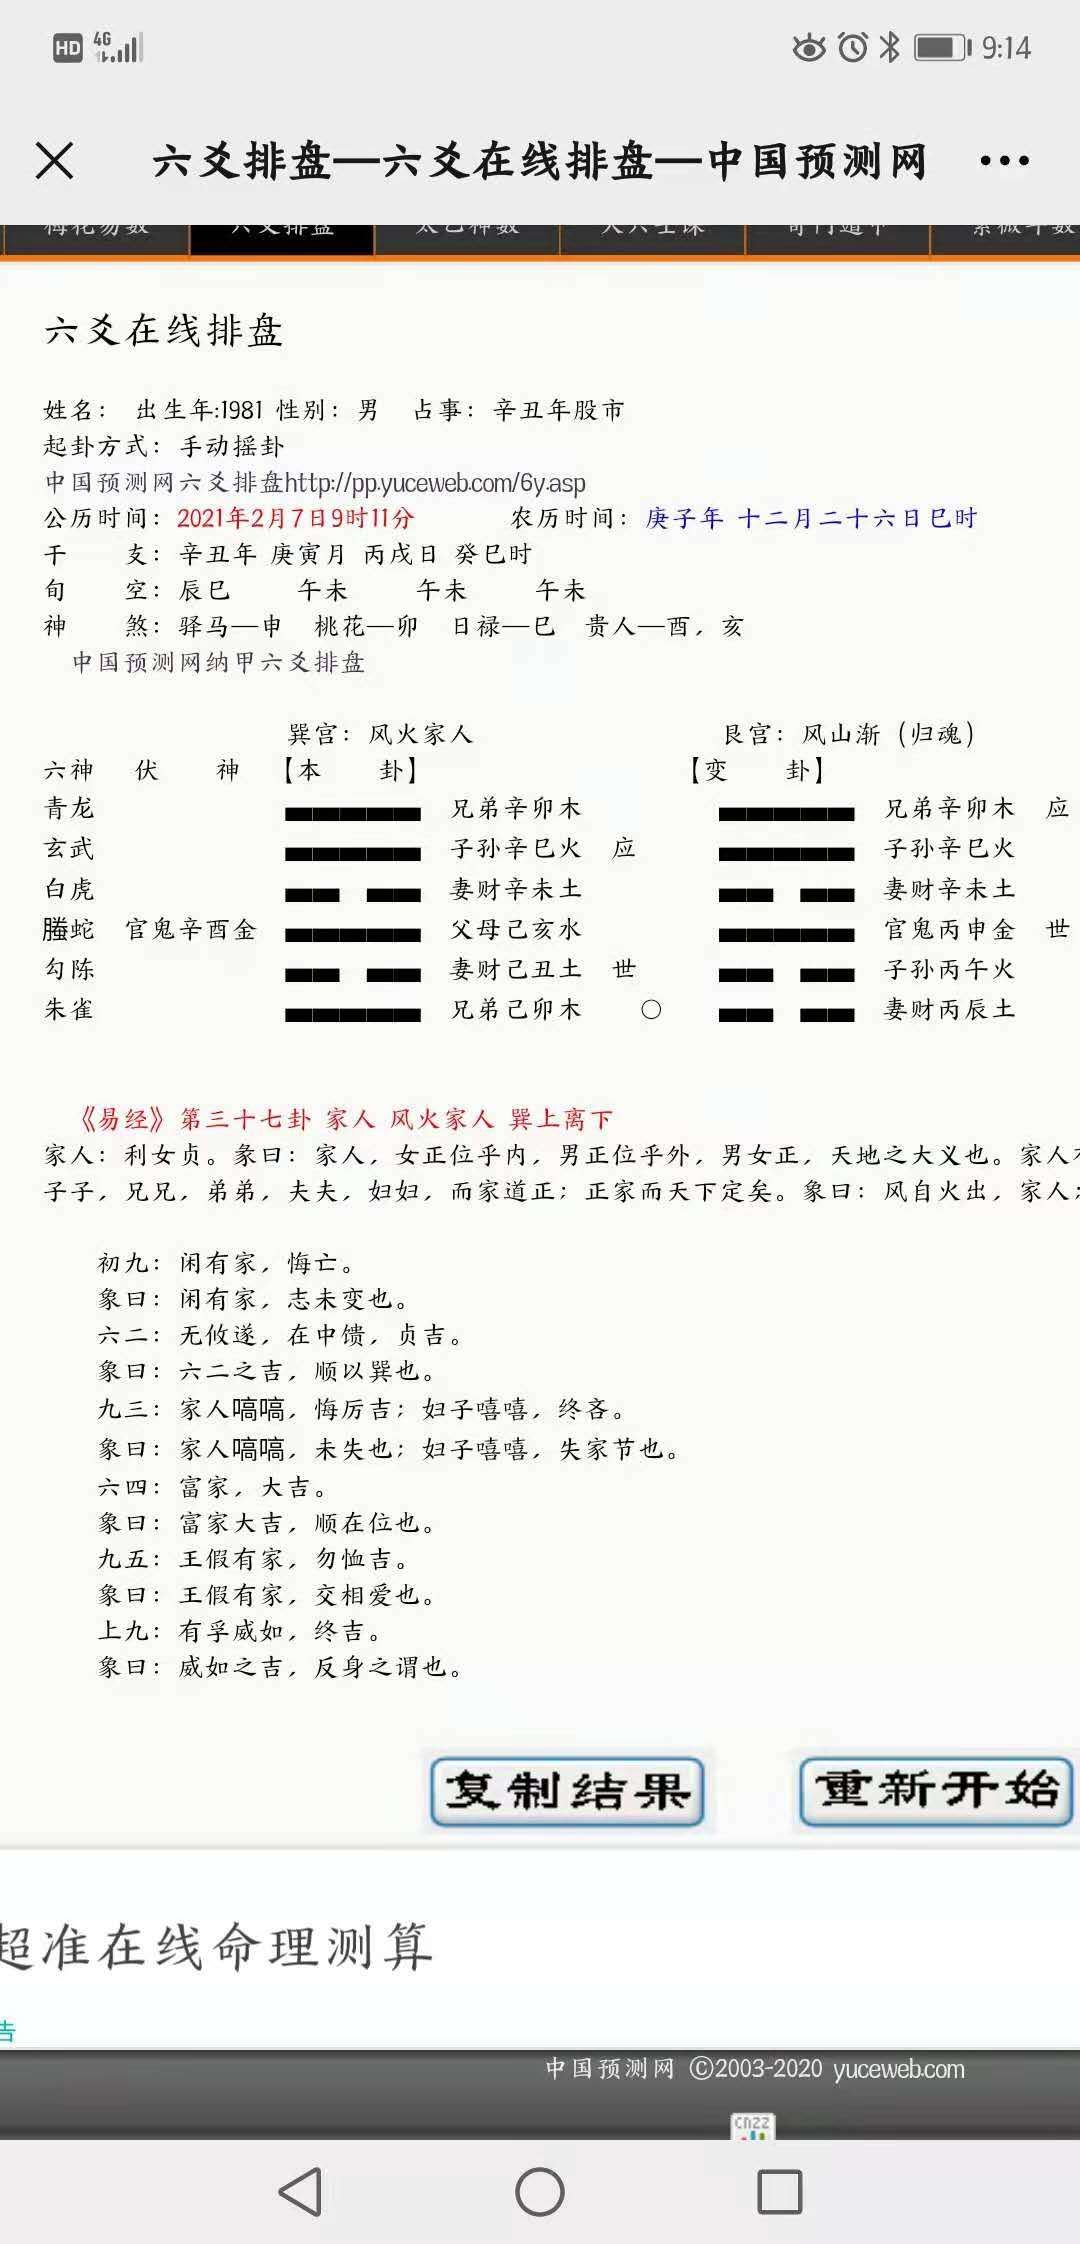 HD 4G 9:14
六爻排盘—六爻在线排盘—中国预测网
梅花易数 六爻排盘 太乙神数 大六壬课 奇门遁甲 紫微斗数
六爻在线排盘
姓名： 出生年:1981 性别：男 占事：辛丑年股市
起卦方式：手动摇卦
中国预测网六爻排盘http://pp.yuceweb.com/6y.asp
公历时间：2021年2月7日9时11分 农历时间：庚子年 十二月二十六日巳时
干 支：辛丑年 庚寅月 丙戌日 癸巳时
旬 空：辰巳 午未 午未 午未
神 煞：驿马—申 桃花—卯 日禄—巳 贵人—酉，亥
中国预测网纳甲六爻排盘
巽宫：风火家人 艮宫：风山渐（归魂）
六神 伏 神 【本 卦】 【变 卦】
青龙 兄弟辛卯木 兄弟辛卯木 应
玄武 子孙辛巳火 应 子孙辛巳火
白虎 妻财辛未土 妻财辛未土
螣蛇 官鬼辛酉金 父母己亥水 官鬼丙申金 世
勾陈 妻财己丑土 世 子孙丙午火
朱雀 兄弟己卯木 ○ 妻财丙辰土
《易经》第三十七卦 家人 风火家人 巽上离下
家人：利女贞。彖曰：家人，女正位乎内，男正位乎外，男女正，天地之大义也。家人
子子，兄兄，弟弟，夫夫，妇妇，而家道正；正家而天下定矣。象曰：风自火出，家人；
初九：闲有家，悔亡。
象曰：闲有家，志未变也。
六二：无攸遂，在中馈，贞吉。
象曰：六二之吉，顺以巽也。
九三：家人嗃嗃，悔厉吉；妇子嘻嘻，终吝。
象曰：家人嗃嗃，未失也；妇子嘻嘻，失家节也。
六四：富家，大吉。
象曰：富家大吉，顺在位也。
九五：王假有家，勿恤吉。
象曰：王假有家，交相爱也。
上九：有孚威如，终吉。
象曰：威如之吉，反身之谓也。
复制结果 重新开始
超准在线命理测算
告
中国预测网 ©2003-2020 yuceweb.com
CNZZ